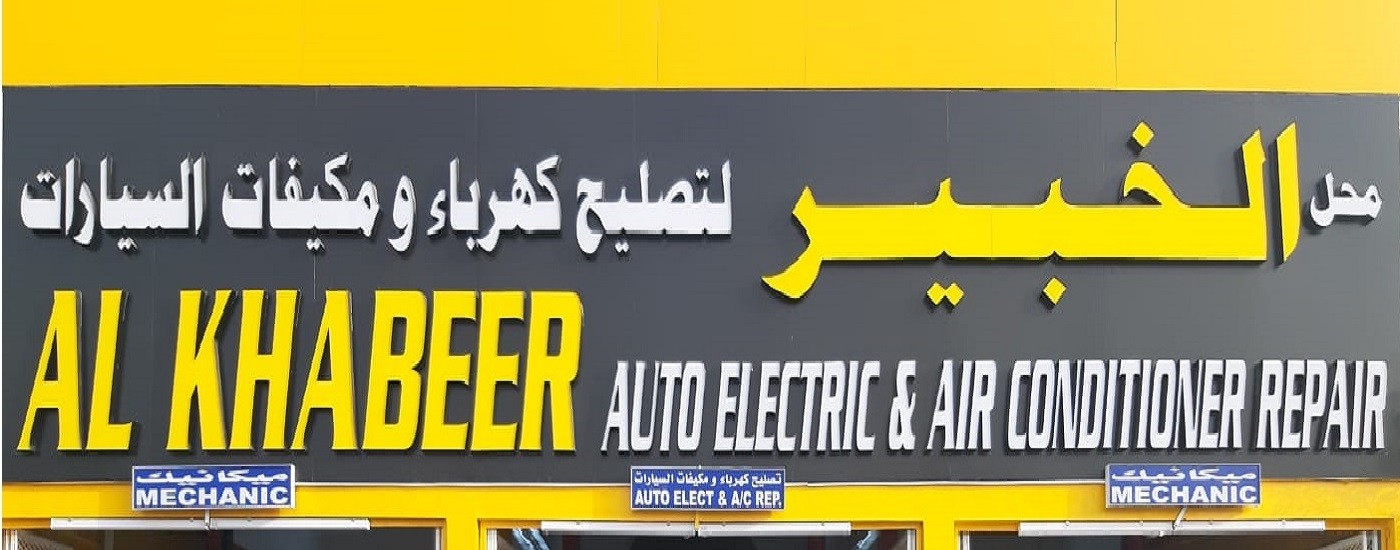 محل الخبير لتصليح كهرباء و مكيفات السيارات
AL KHABEER AUTO ELECTRIC & AIR CONDITIONER REPAIR
ميكانيك
MECHANIC
تصليح كهرباء و مكيفات السيارات
AUTO ELECT & A/C REP.
ميكانيك
MECHANIC